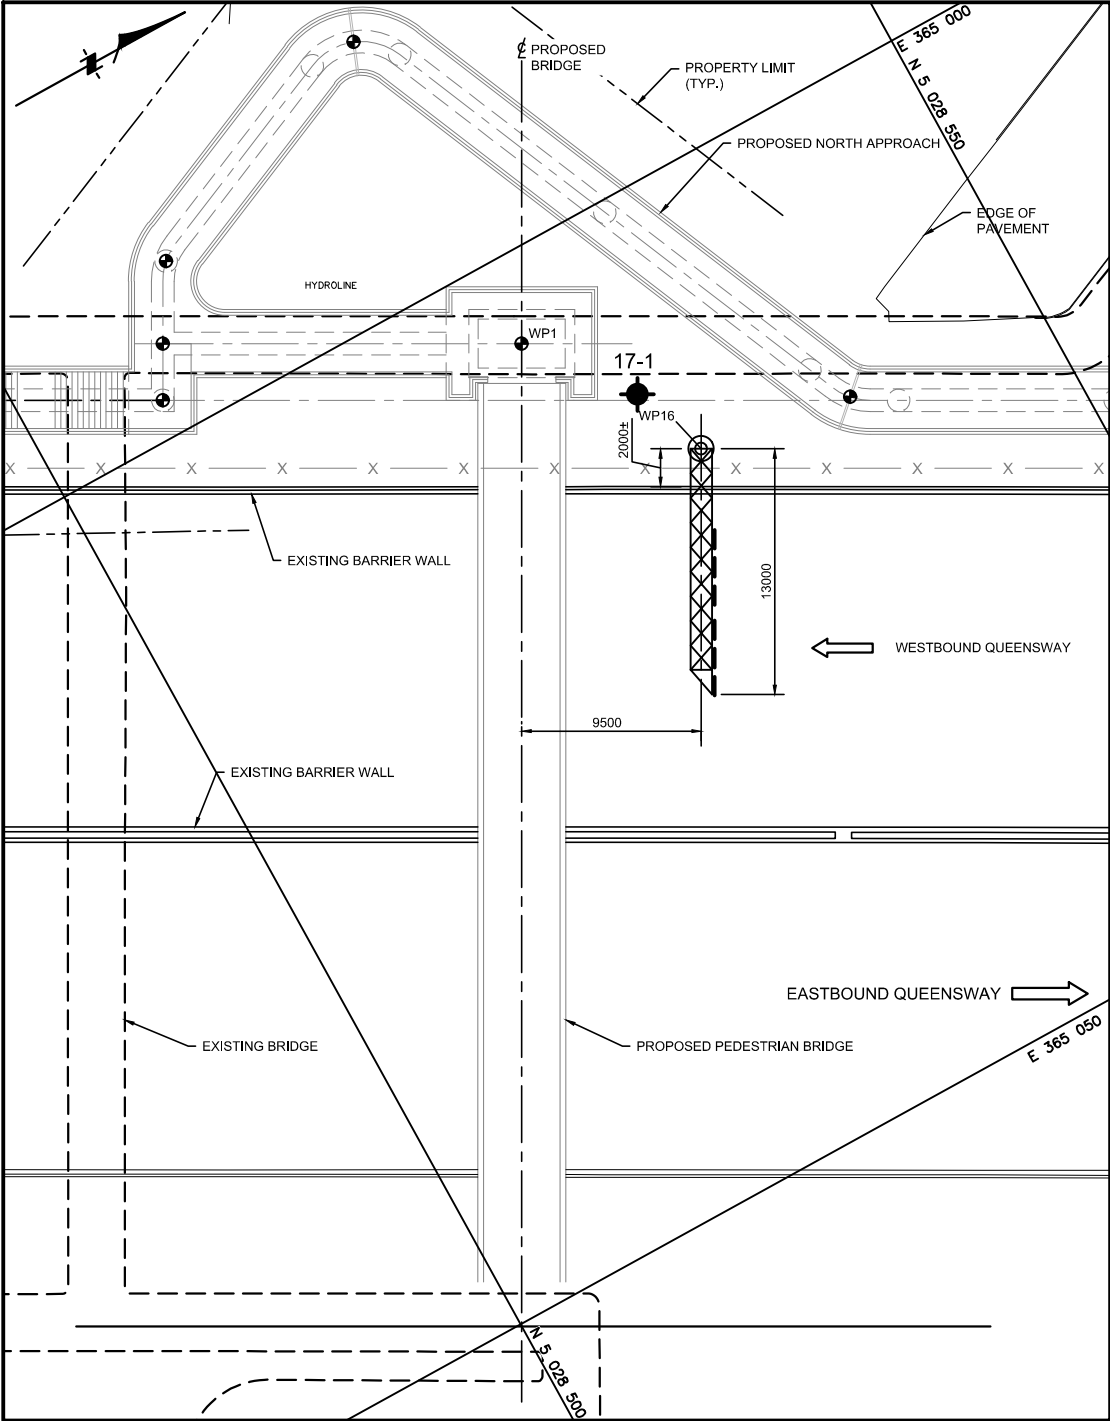 E 365 000
N 5 028 550
℄ PROPOSED
BRIDGE
PROPERTY LIMIT
(TYP.)
PROPOSED NORTH APPROACH
EDGE OF
PAVEMENT
HYDROLINE
WP1
17-1
WP16
2000±
X X X X X X X X X X X X X
EXISTING BARRIER WALL
13000
WESTBOUND QUEENSWAY
9500
EXISTING BARRIER WALL
EASTBOUND QUEENSWAY
E 365 050
EXISTING BRIDGE
PROPOSED PEDESTRIAN BRIDGE
N 5 028 500